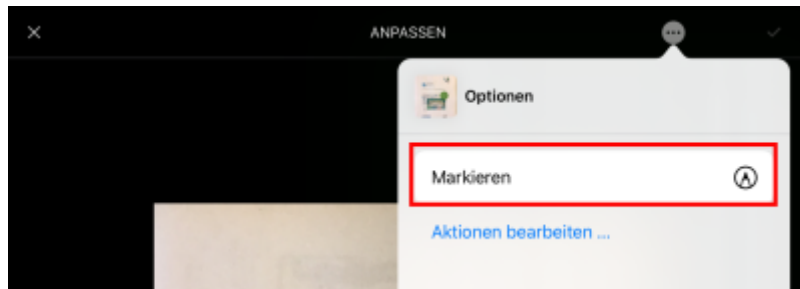 ANPASSEN
Optionen
Markieren
Aktionen bearbeiten ...